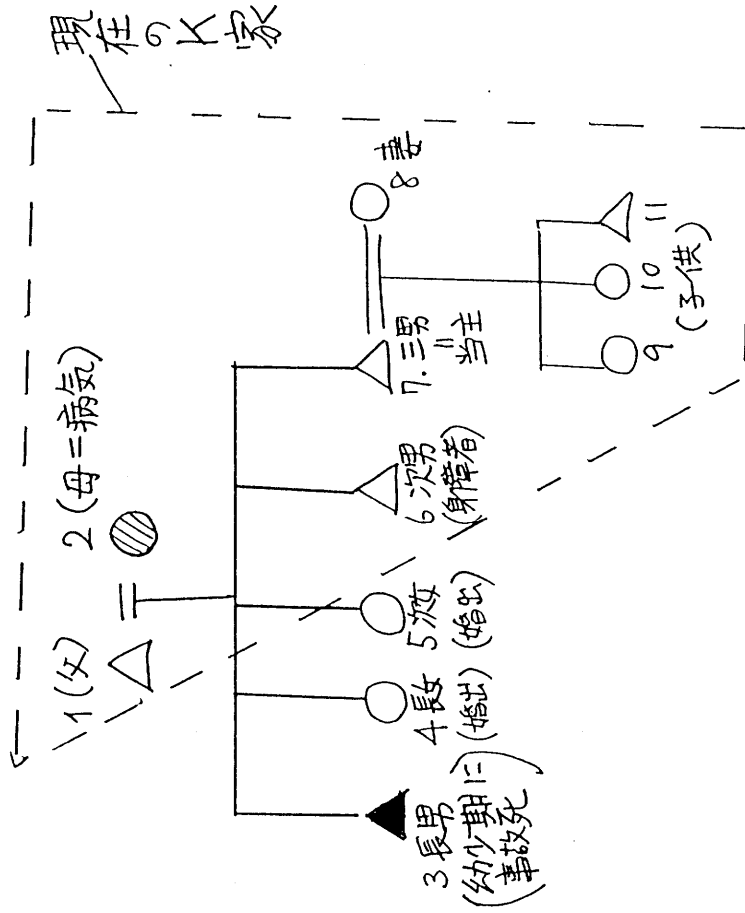 現在のK家
1(父)
2(母=病気)
3 長男
(幼少期に
事故死)
4 長女
(婚出)
5 次女
(婚出)
6 次男
(身障者)
7. 三男
=
当主
8 妻
9
10
11
(子供)